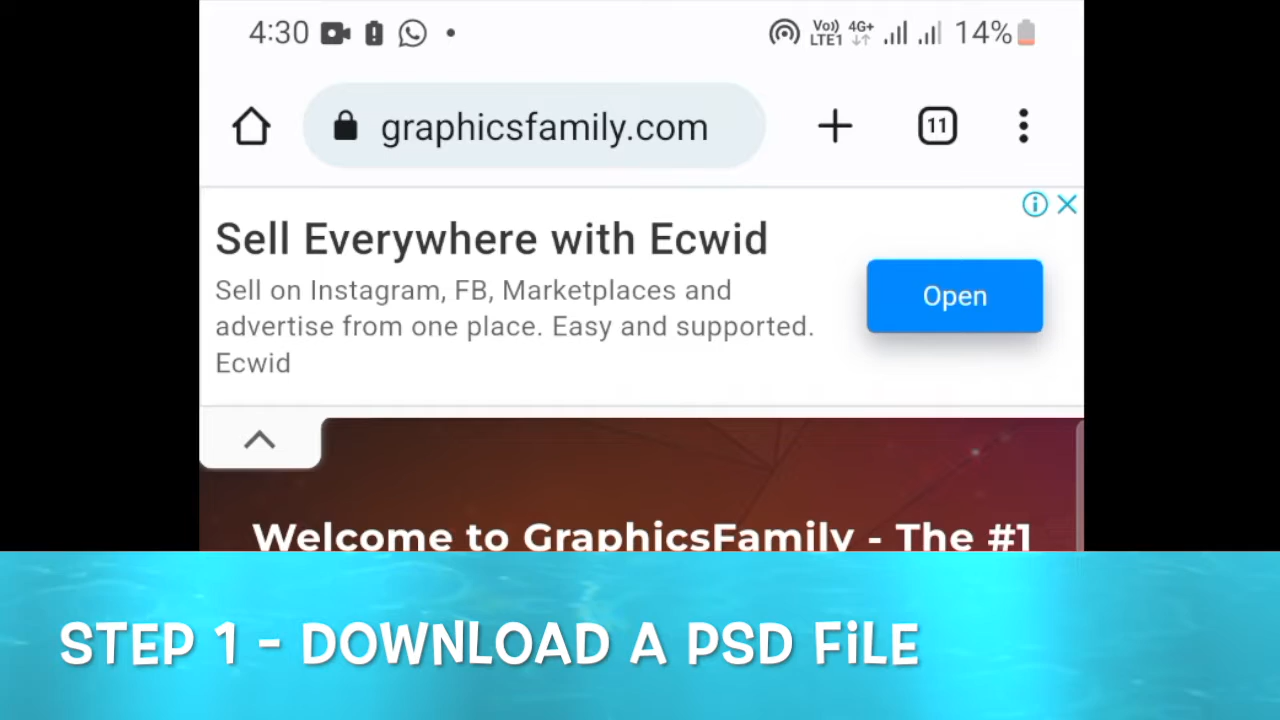 4:30
Vo)) LTE1 4G+ 14%
graphicsfamily.com
11
Sell Everywhere with Ecwid
Sell on Instagram, FB, Marketplaces and
advertise from one place. Easy and supported.
Ecwid
Open
Welcome to GraphicsFamily - The #1
STEP 1 - DOWNLOAD A PSD FiLE